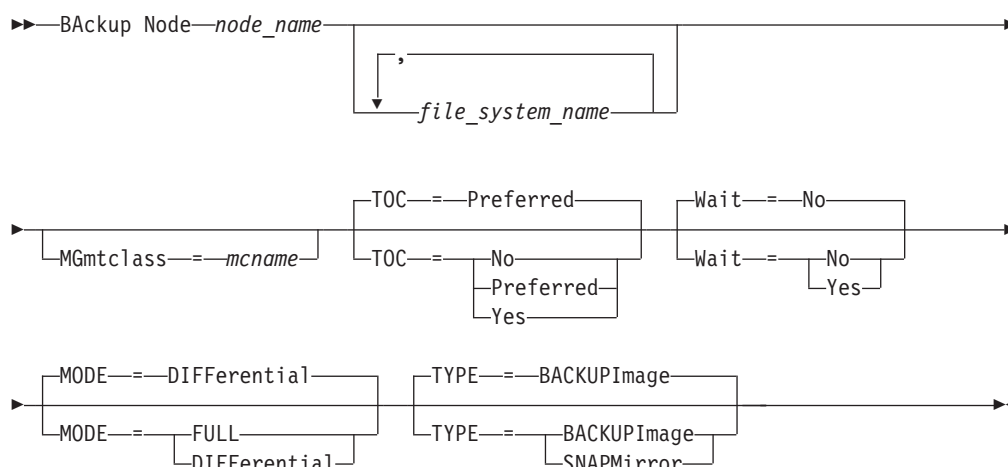 BAckup Node node_name
,
file_system_name
TOC = Preferred Wait = No
MGmtclass = mcname TOC = No Wait = No
Preferred Yes
Yes
MODE = DIFFerential TYPE = BACKUPImage
MODE = FULL TYPE = BACKUPImage
DIFFerential SNAPMirror